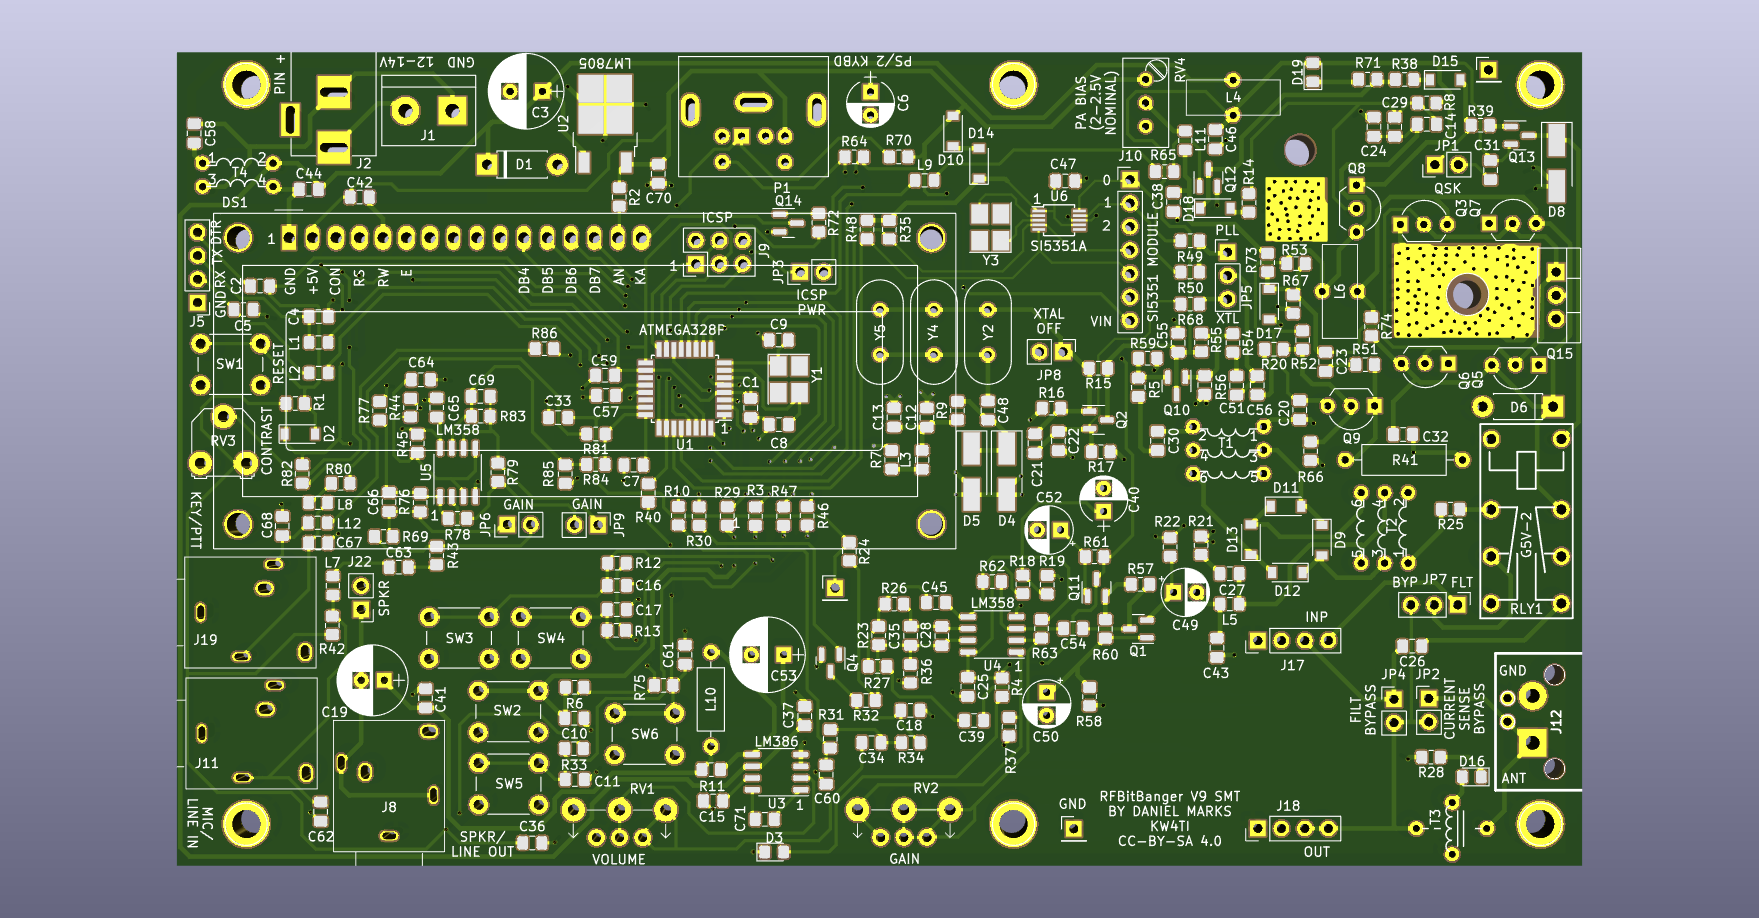 PIN +
12-14V GND
LM7805
PS/2 KYBD
PA BIAS
(2-2.5V
NOMINAL)
RV4
D19
R71
R38
D15
C58
J2
J1
C3
U2
C6
L4
C29
R8
R39
C14
C31
Q13
C24
JP1
QSK
T4
1
2
3
4
C44
C42
DS1
D1
R2
C70
R64
R70
L9
D10
D14
C47
U6
1
SI5351A
J10
R65
L11
C46
Q12
R14
D18
C38
Q8
Q3
Q7
D8
P1
Q14
R72
R48
R35
Y3
0
1
2
SI5351 MODULE
VIN
PLL
JP5
XTL
R49
R50
R68
R73
R53
R67
L6
R74
Q15
TX DTR
GND RX
J5
1
GND
+5V
CON
RS
RW
E
DB4
DB5
DB6
DB7
AN
KA
ICSP
J9
1
JP3
ICSP
PWR
C2
C5
C4
L1
L2
R1
D2
SW1
RESET
RV3
CONTRAST
R86
ATMEGA328F
C9
Y1
Y5
Y4
Y2
XTAL
OFF
JP8
R15
R59
C55
R55
R54
D17
R20
R52
C23
R51
Q6
Q5
D6
C64
C69
C65
R83
R77
R44
R45
LM358
U5
1
C33
C59
C57
R81
R84
R85
C7
R79
U1
1
C1
C8
C13
C12
R9
C48
R7
L3
R16
Q2
C21
C22
R17
C30
R5
Q10
R56
C51
C56
C20
Q9
C32
R41
R66
T1
1
2
3
4
5
6
R82
R80
L8
L12
C67
C68
C66
R76
R78
R69
C63
R43
KEY/PTT
GAIN
JP6
GAIN
JP9
R40
R10
R30
R29
R3
R47
R46
R24
D5
D4
C52
C40
R61
R22
R21
D11
D13
D9
D12
T2
R25
G5V-2
RLY1
BYP JP7 FLT
L7
J22
SPKR
R42
J19
R12
C16
C17
R13
SW3
SW4
C61
R75
L10
C53
Q4
R26
C45
R23
C35
C28
R27
R36
R32
C18
C34
R34
R62
LM358
U4
1
R18
R19
Q11
R57
R63
C54
R60
Q1
C49
C27
L5
C43
INP
J17
C26
C25
R4
C39
R37
C50
R58
J11
C19
C41
SW2
SW5
SW6
R6
C10
R33
C11
R11
C15
LM386
U3
1
C37
R31
C60
C71
D3
JP4
JP2
FILT
BYPASS
CURRENT
SENSE
BYPASS
GND
J12
ANT
R28
D16
T3
MIC/
LINE IN
C62
J8
SPKR/
LINE OUT
C36
RV1
VOLUME
RV2
GAIN
GND
RFBitBanger V9 SMT
BY DANIEL MARKS
KW4TI
CC-BY-SA 4.0
J18
OUT